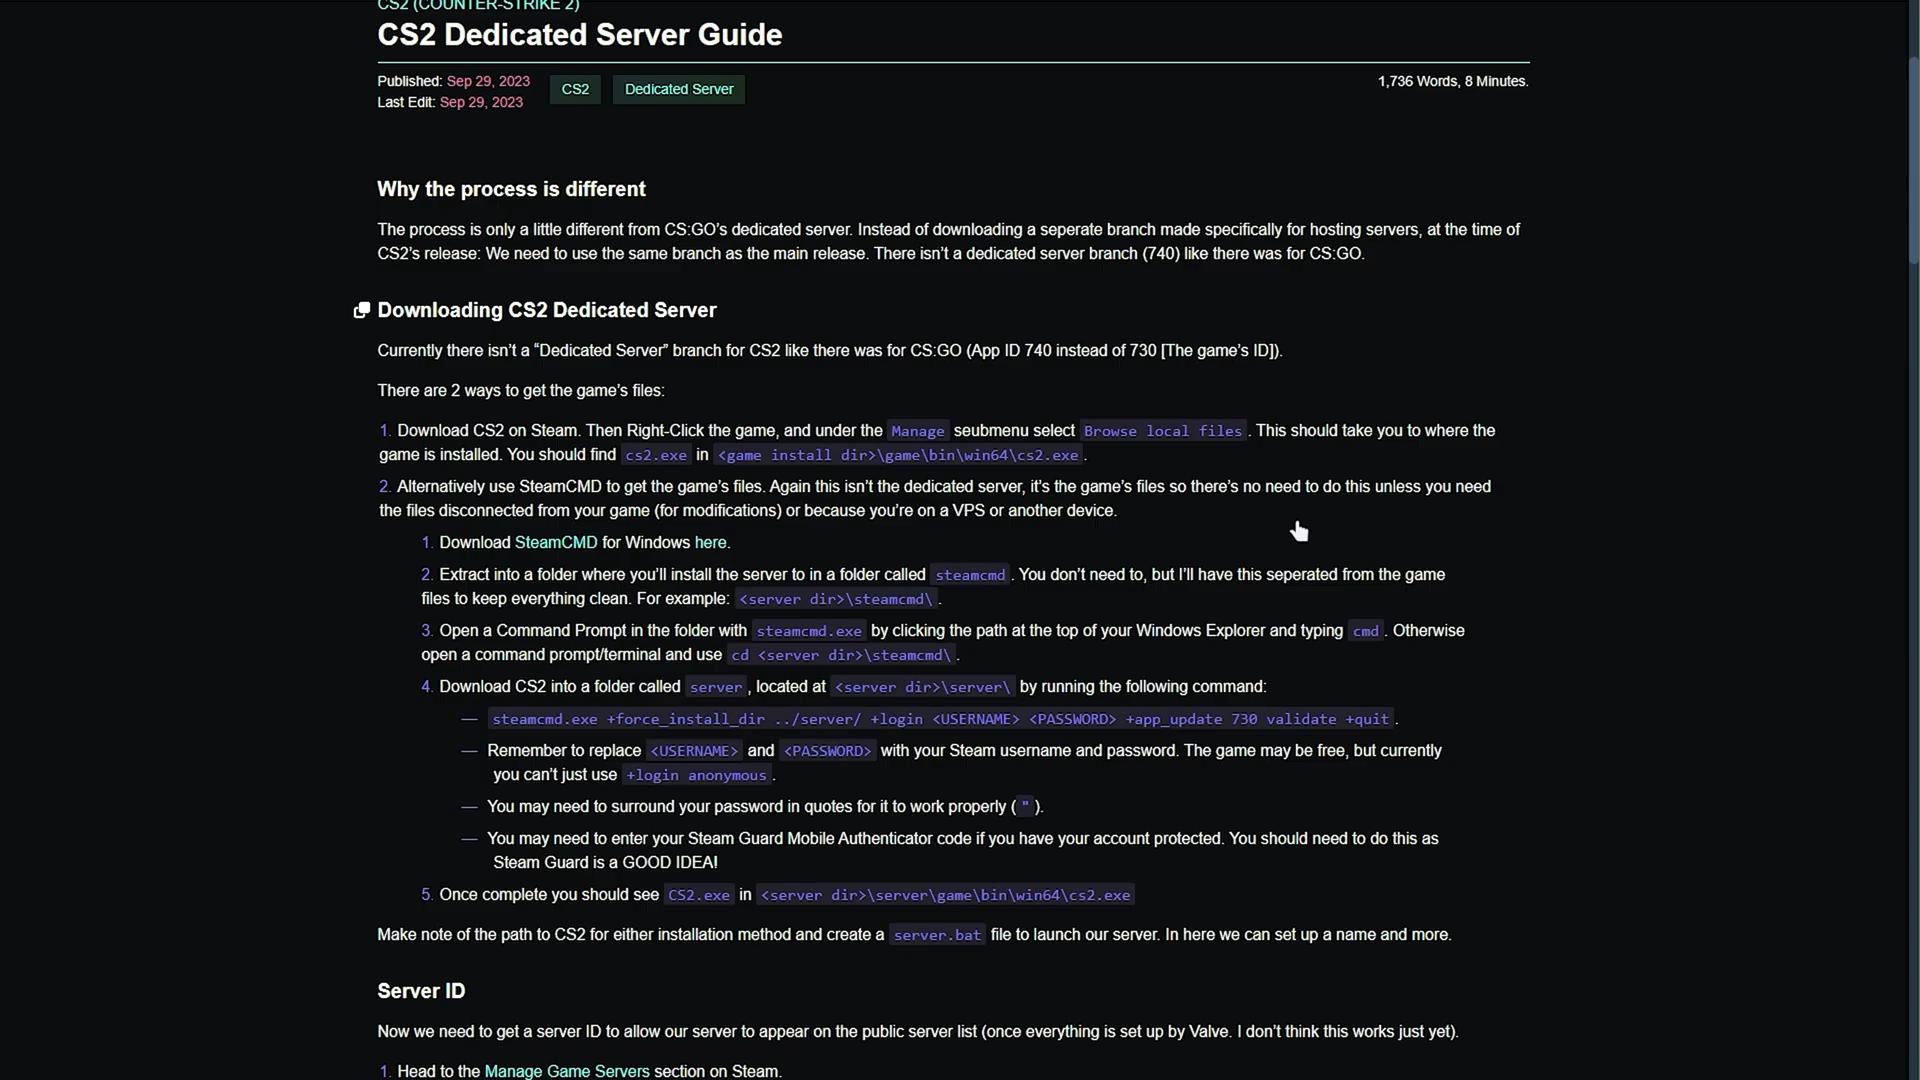 CS2 (COUNTER-STRIKE 2)
CS2 Dedicated Server Guide
Published: Sep 29, 2023
Last Edit: Sep 29, 2023
CS2
Dedicated Server
1,736 Words, 8 Minutes.
Why the process is different
The process is only a little different from CS:GO’s dedicated server. Instead of downloading a seperate branch made specifically for hosting servers, at the time of
CS2’s release: We need to use the same branch as the main release. There isn’t a dedicated server branch (740) like there was for CS:GO.
Downloading CS2 Dedicated Server
Currently there isn’t a “Dedicated Server” branch for CS2 like there was for CS:GO (App ID 740 instead of 730 [The game’s ID]).
There are 2 ways to get the game’s files:
1. Download CS2 on Steam. Then Right-Click the game, and under the Manage seubmenu select Browse local files. This should take you to where the
game is installed. You should find cs2.exe in <game install dir>\game\bin\win64\cs2.exe.
2. Alternatively use SteamCMD to get the game’s files. Again this isn’t the dedicated server, it’s the game’s files so there’s no need to do this unless you need
the files disconnected from your game (for modifications) or because you’re on a VPS or another device.
1. Download SteamCMD for Windows here.
2. Extract into a folder where you’ll install the server to in a folder called steamcmd. You don’t need to, but I’ll have this seperated from the game
files to keep everything clean. For example: <server dir>\steamcmd\.
3. Open a Command Prompt in the folder with steamcmd.exe by clicking the path at the top of your Windows Explorer and typing cmd. Otherwise
open a command prompt/terminal and use cd <server dir>\steamcmd\.
4. Download CS2 into a folder called server, located at <server dir>\server\ by running the following command:
— steamcmd.exe +force_install_dir ../server/ +login <USERNAME> <PASSWORD> +app_update 730 validate +quit.
— Remember to replace <USERNAME> and <PASSWORD> with your Steam username and password. The game may be free, but currently
you can’t just use +login anonymous.
— You may need to surround your password in quotes for it to work properly (").
— You may need to enter your Steam Guard Mobile Authenticator code if you have your account protected. You should need to do this as
Steam Guard is a GOOD IDEA!
5. Once complete you should see CS2.exe in <server dir>\server\game\bin\win64\cs2.exe
Make note of the path to CS2 for either installation method and create a server.bat file to launch our server. In here we can set up a name and more.
Server ID
Now we need to get a server ID to allow our server to appear on the public server list (once everything is set up by Valve. I don’t think this works just yet).
1. Head to the Manage Game Servers section on Steam.